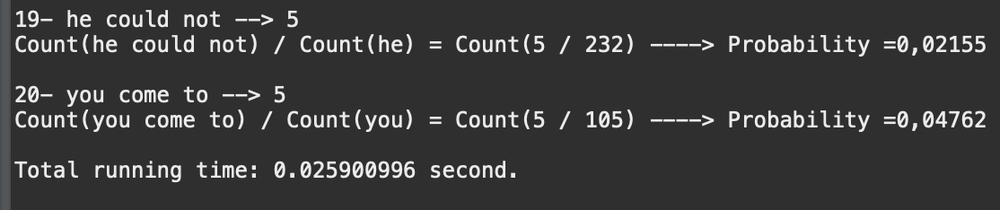 19- he could not --> 5
Count(he could not) / Count(he) = Count(5 / 232) ----> Probability =0,02155
20- you come to --> 5
Count(you come to) / Count(you) = Count(5 / 105) ----> Probability =0,04762
Total running time: 0.025900996 second.